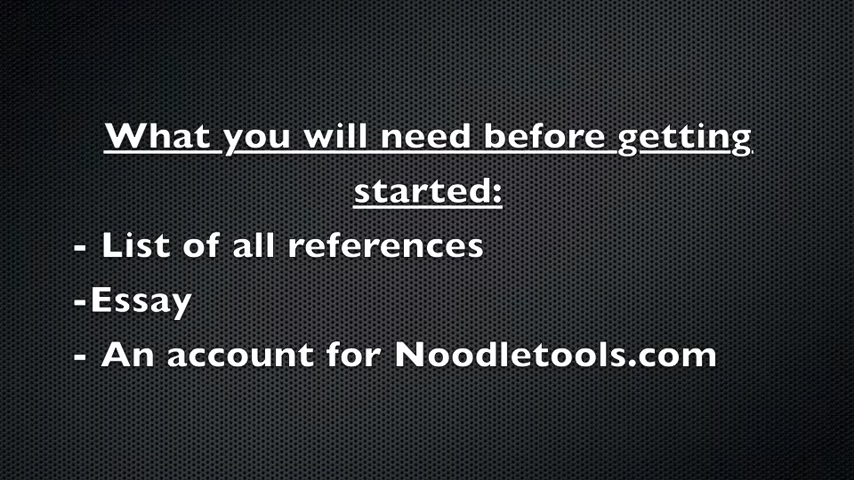 What you will need before getting
started:
- List of all references
-Essay
- An account for Noodletools.com